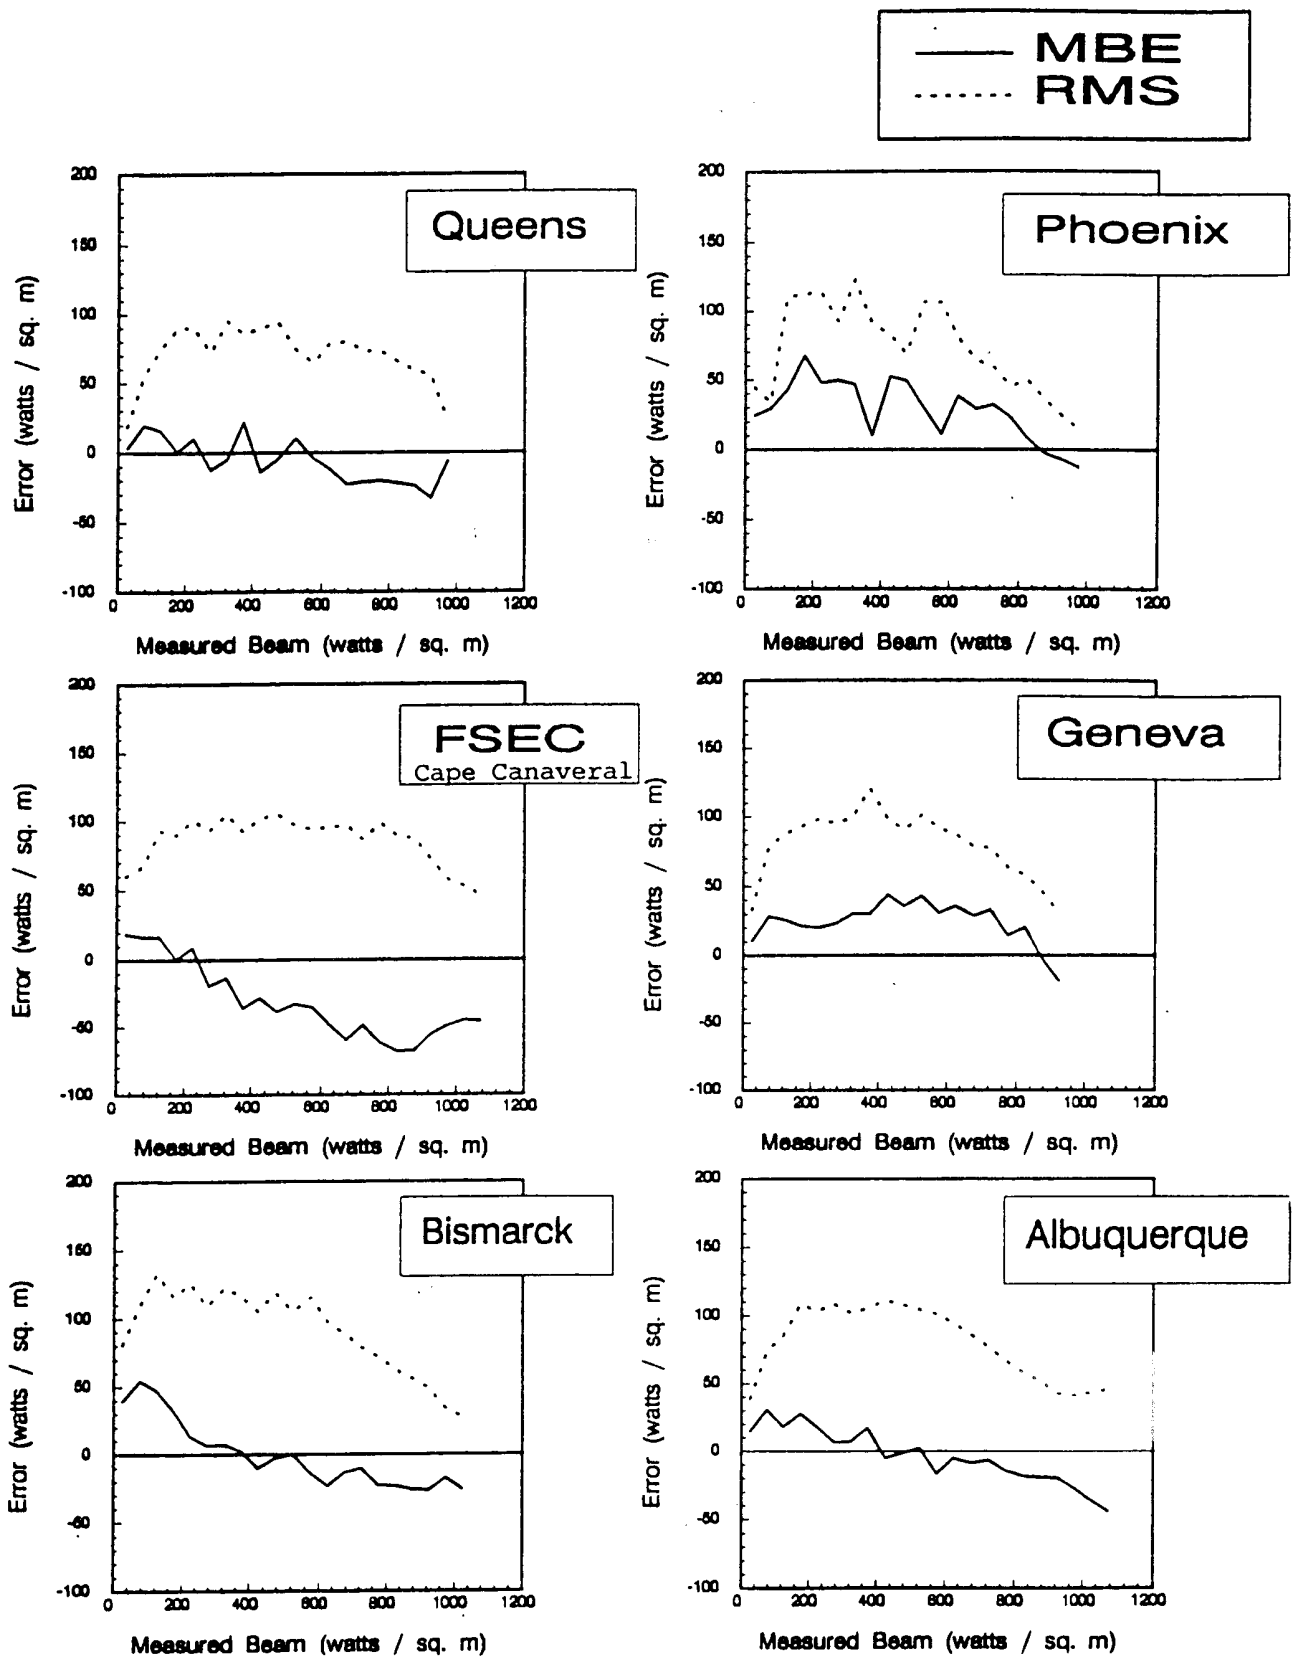 MBE
RMS
Queens
200
150
100
50
0
-50
-100
0 200 400 600 800 1000 1200
Error (watts / sq. m)
Measured Beam (watts / sq. m)
Phoenix
200
150
100
50
0
-50
-100
0 200 400 600 800 1000 1200
Error (watts / sq. m)
Measured Beam (watts / sq. m)
FSEC
Cape Canaveral
200
150
100
50
0
-50
-100
0 200 400 600 800 1000 1200
Error (watts / sq. m)
Measured Beam (watts / sq. m)
Geneva
200
150
100
50
0
-50
-100
0 200 400 600 800 1000 1200
Error (watts / sq. m)
Measured Beam (watts / sq. m)
Bismarck
200
150
100
50
0
-50
-100
0 200 400 600 800 1000 1200
Error (watts / sq. m)
Measured Beam (watts / sq. m)
Albuquerque
200
150
100
50
0
-50
-100
0 200 400 600 800 1000 1200
Error (watts / sq. m)
Measured Beam (watts / sq. m)